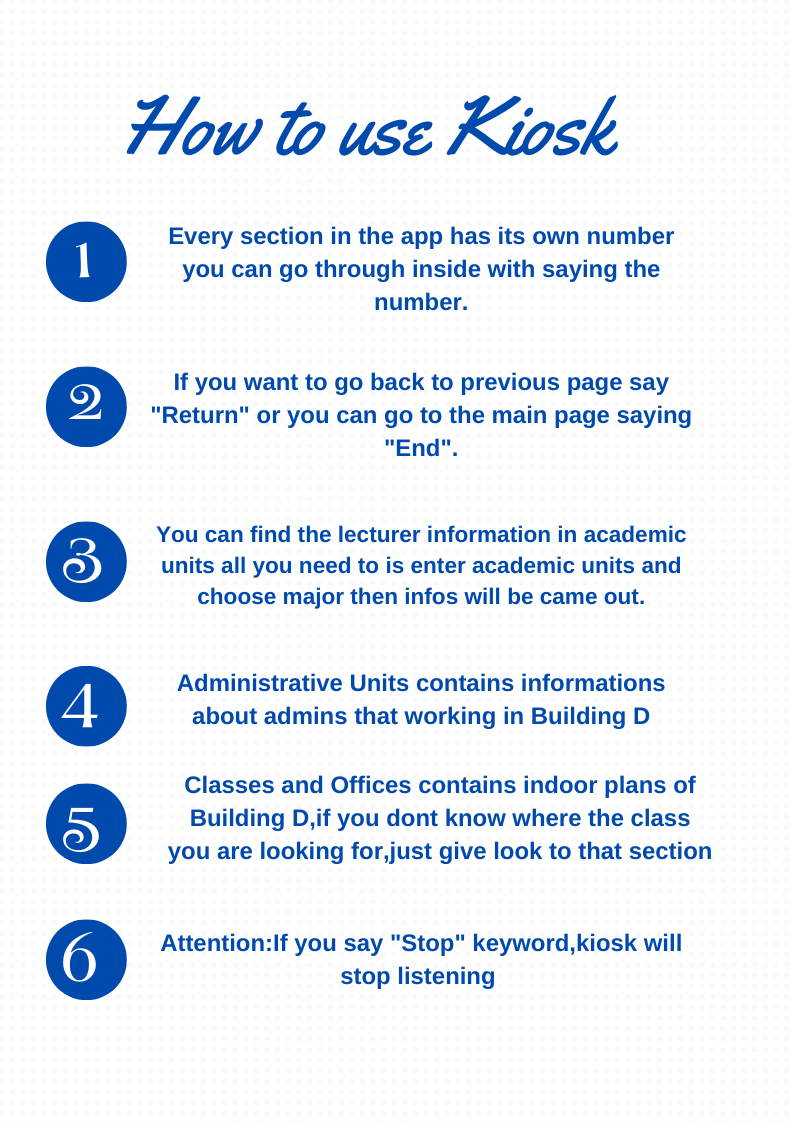 How to use Kiosk
1
Every section in the app has its own number
you can go through inside with saying the
number.
2
If you want to go back to previous page say
"Return" or you can go to the main page saying
"End".
3
You can find the lecturer information in academic
units all you need to is enter academic units and
choose major then infos will be came out.
4
Administrative Units contains informations
about admins that working in Building D
5
Classes and Offices contains indoor plans of
Building D,if you dont know where the class
you are looking for,just give look to that section
6
Attention:If you say "Stop" keyword,kiosk will
stop listening